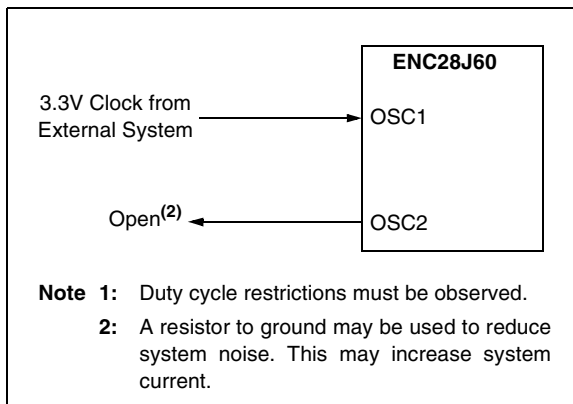 ENC28J60
3.3V Clock from
External System
OSC1
Open(2)
OSC2
Note 1: Duty cycle restrictions must be observed.
2: A resistor to ground may be used to reduce
system noise. This may increase system
current.